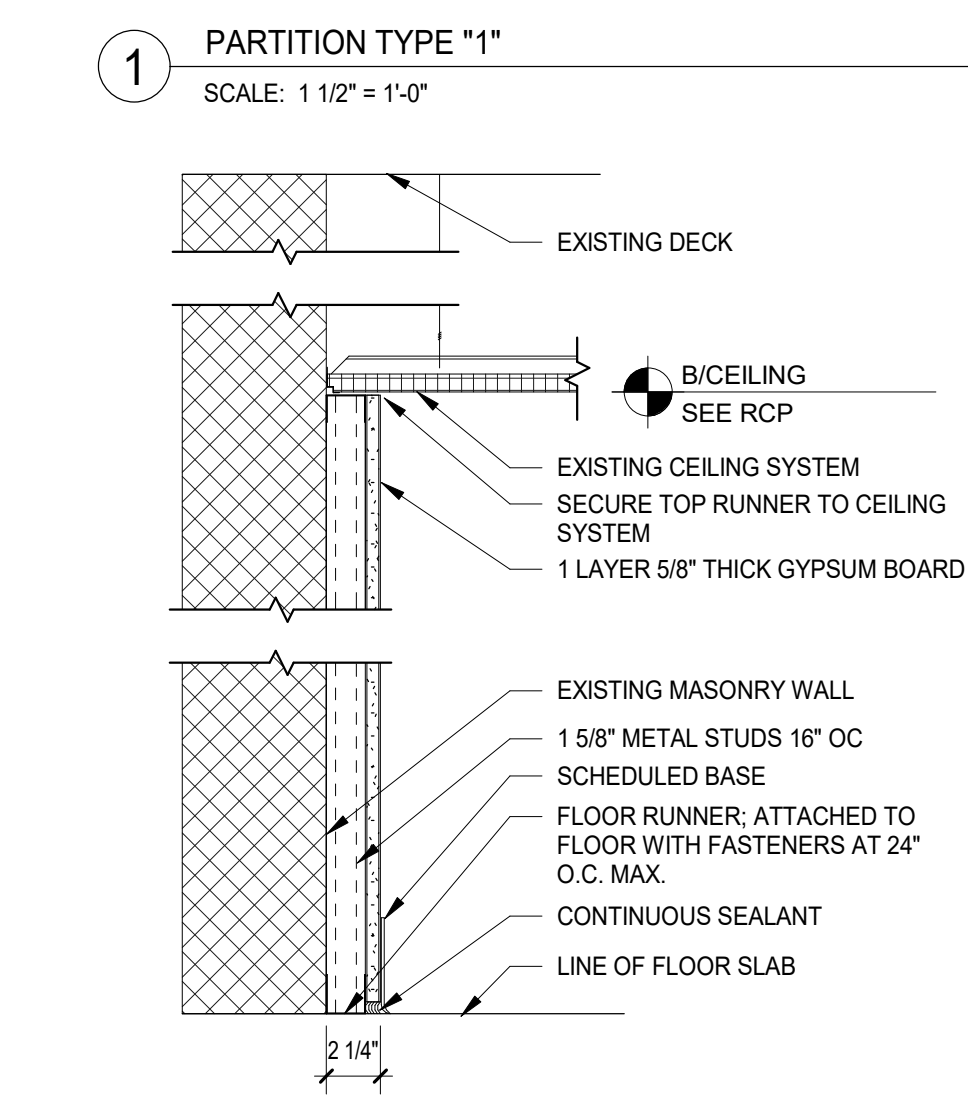 1
PARTITION TYPE "1"
SCALE: 1 1/2" = 1'-0"
EXISTING DECK
B/CEILING
SEE RCP
EXISTING CEILING SYSTEM
SECURE TOP RUNNER TO CEILING
SYSTEM
1 LAYER 5/8" THICK GYPSUM BOARD
EXISTING MASONRY WALL
1 5/8" METAL STUDS 16" OC
SCHEDULED BASE
FLOOR RUNNER; ATTACHED TO
FLOOR WITH FASTENERS AT 24"
O.C. MAX.
CONTINUOUS SEALANT
LINE OF FLOOR SLAB
2 1/4"